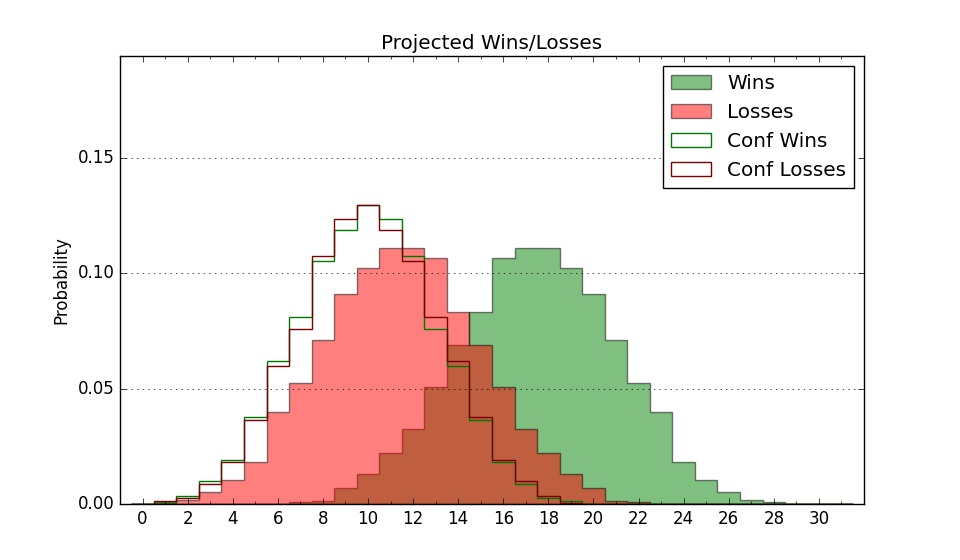 Projected Wins/Losses
Wins
Losses
Conf Wins
Conf Losses
Probability
0.15
0.10
0.05
0.00
0 2 4 6 8 10 12 14 16 18 20 22 24 26 28 30